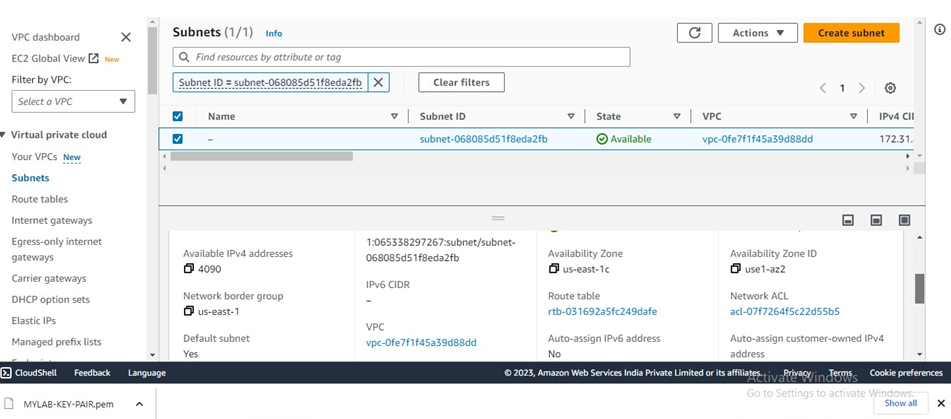 VPC dashboard
EC2 Global View New
Filter by VPC:
Select a VPC
Virtual private cloud
Your VPCs New
Subnets
Route tables
Internet gateways
Egress-only internet
gateways
Carrier gateways
DHCP option sets
Elastic IPs
Managed prefix lists
Subnets (1/1) Info
Actions
Create subnet
Find resources by attribute or tag
Subnet ID = subnet-068085d51f8eda2fb
Clear filters
1
Name Subnet ID State VPC IPv4 CI
– subnet-068085d51f8eda2fb Available vpc-0fe7f1f45a39d88dd 172.31.
Available IPv4 addresses
4090
Network border group
us-east-1
Default subnet
Yes
1:065338297267:subnet/subnet-
068085d51f8eda2fb
IPv6 CIDR
–
VPC
vpc-0fe7f1f45a39d88dd
Availability Zone
us-east-1c
Route table
rtb-031692a5fc249dafe
Auto-assign IPv6 address
No
Availability Zone ID
use1-az2
Network ACL
acl-07f7264f5c22d55b5
Auto-assign customer-owned IPv4
address
CloudShell Feedback Language © 2023, Amazon Web Services India Private Limited or its affiliates. Privacy Terms Cookie preferences
Activate Windows
Go to Settings to activate Windows.
MYLAB-KEY-PAIR.pem
Show all